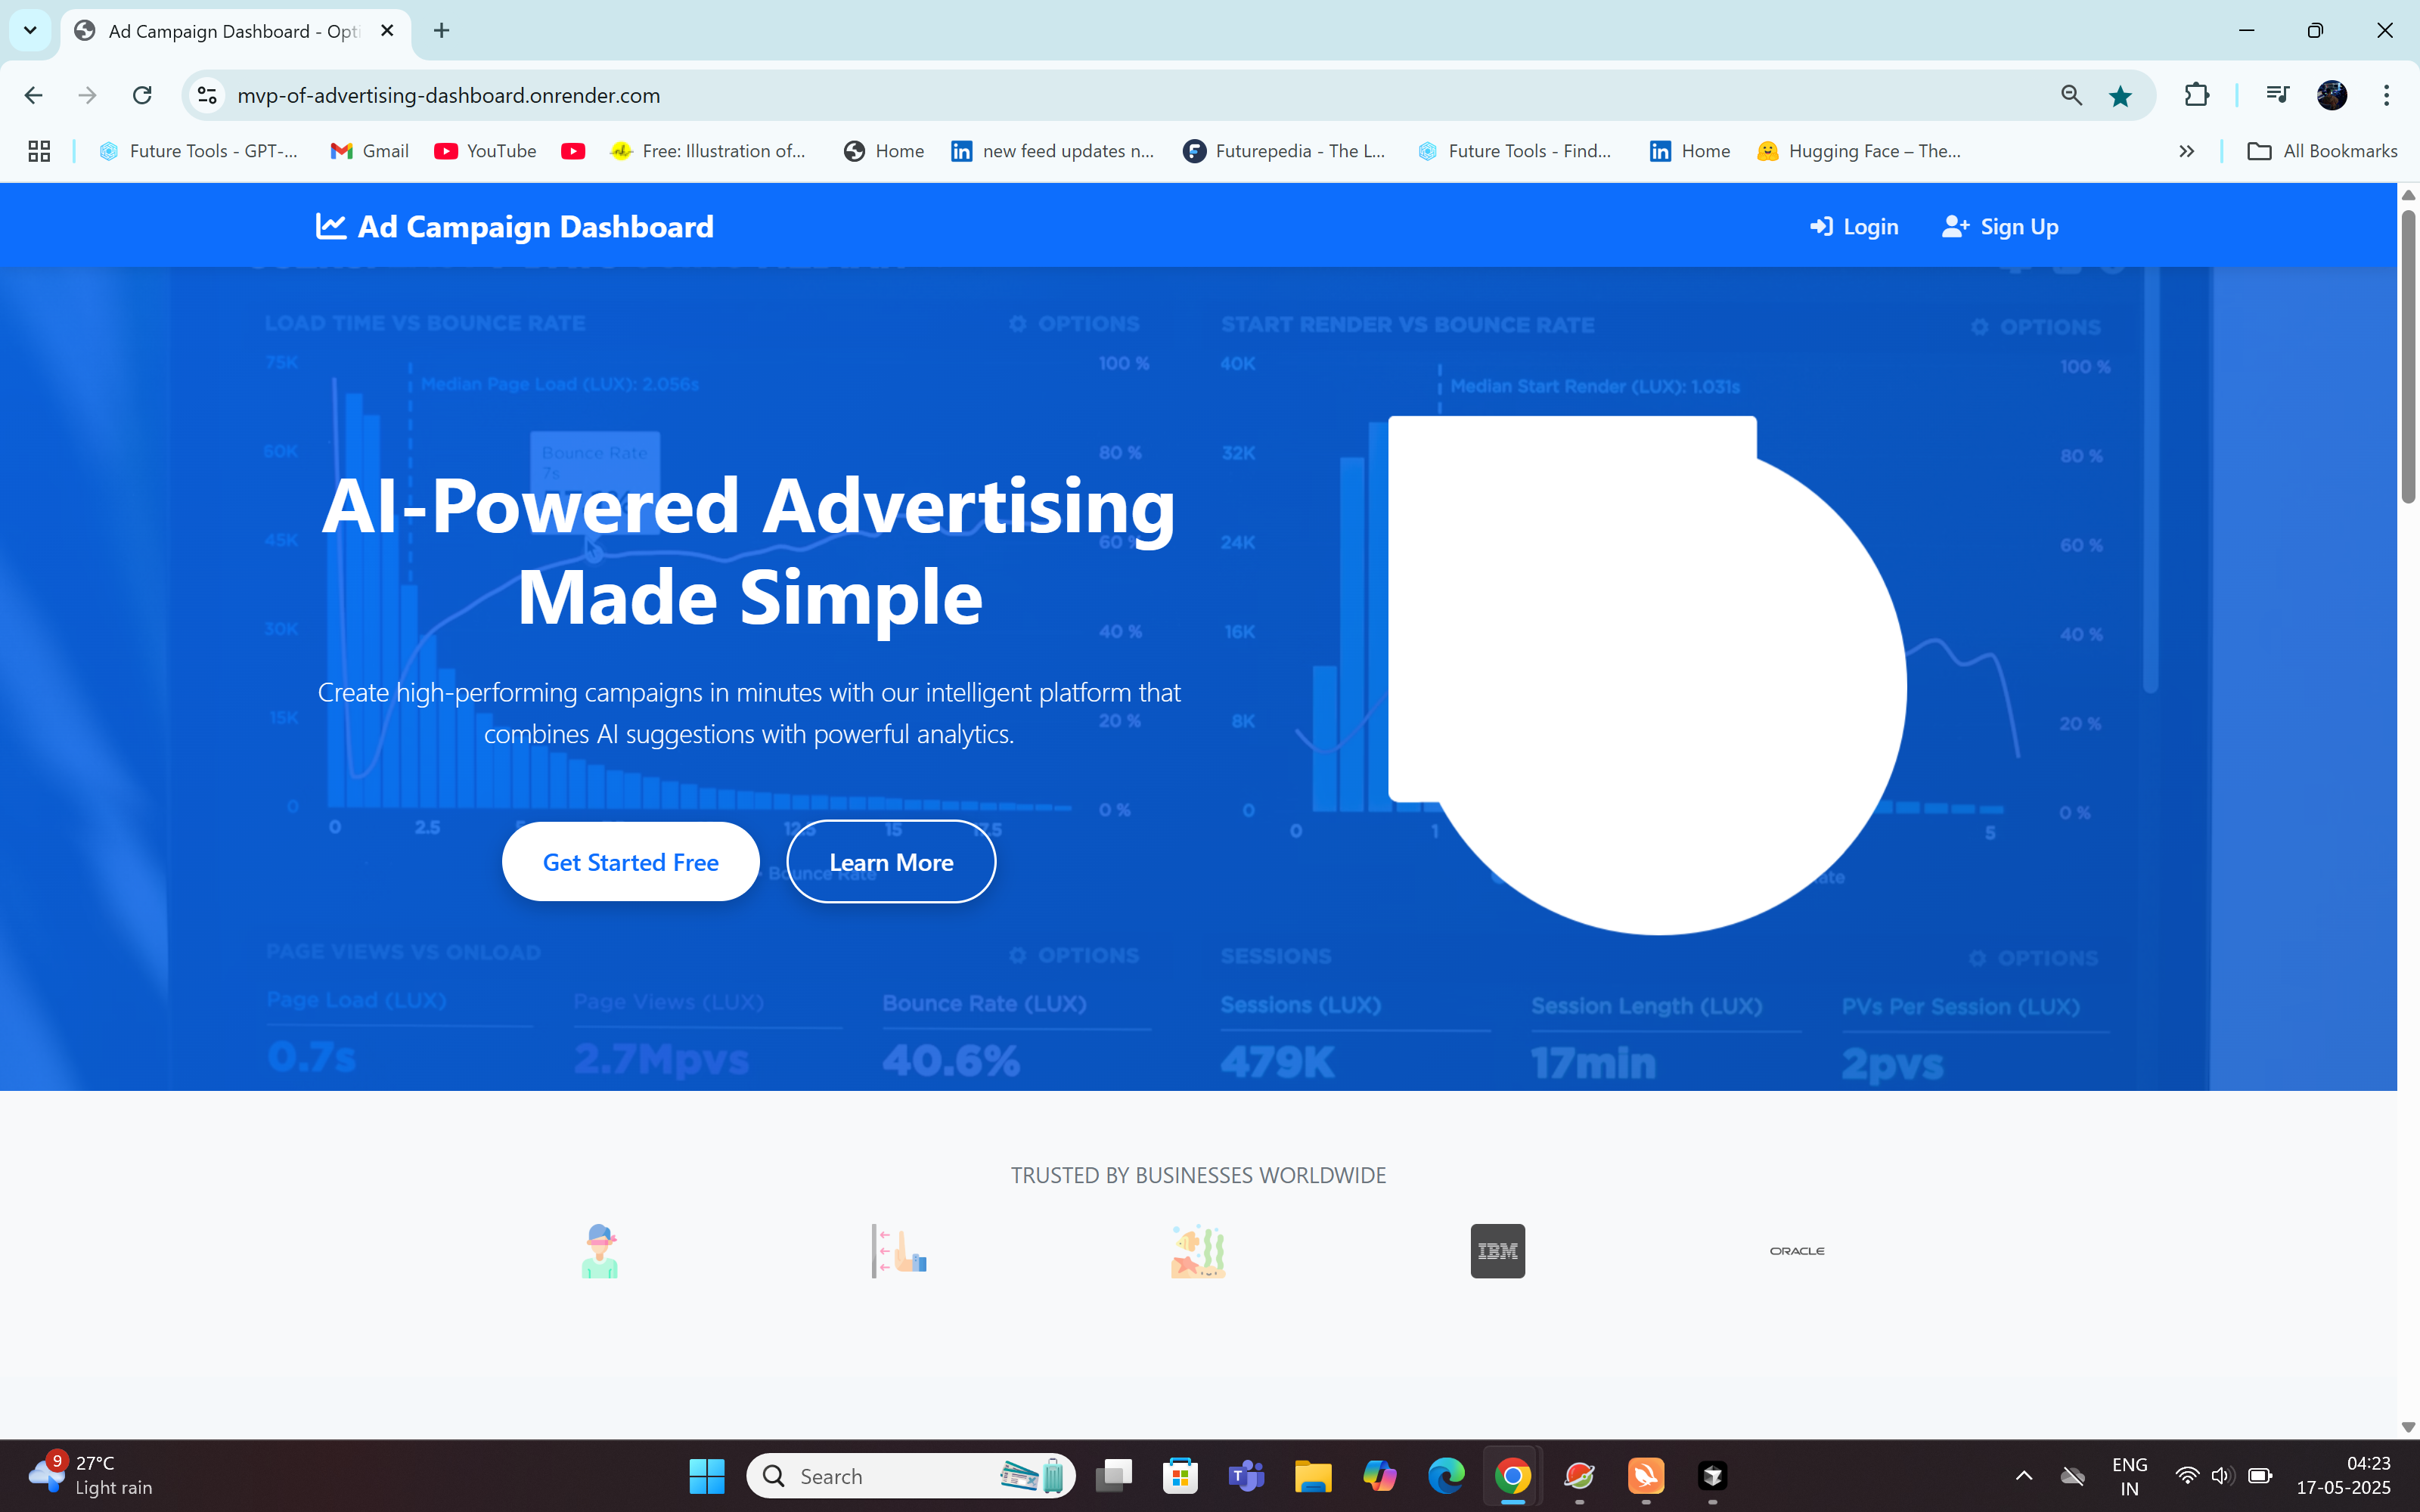 Ad Campaign Dashboard - Opti
mvp-of-advertising-dashboard.onrender.com
Future Tools - GPT-...
Gmail
YouTube
Free: Illustration of...
Home
new feed updates n...
Futurepedia - The L...
Future Tools - Find...
Home
Hugging Face – The...
All Bookmarks
Ad Campaign Dashboard
Login
Sign Up
LOAD TIME VS BOUNCE RATE
OPTIONS
START RENDER VS BOUNCE RATE
OPTIONS
75K
100 %
40K
100 %
Median Page Load (LUX): 2.056s
Median Start Render (LUX): 1.031s
60K
Bounce Rate
7s
80 %
32K
80 %
AI-Powered Advertising
Made Simple
45K
60 %
24K
60 %
30K
40 %
16K
40 %
Create high-performing campaigns in minutes with our intelligent platform that
combines AI suggestions with powerful analytics.
15K
20 %
8K
20 %
0
0 %
0
0 %
0
2.5
12.5
15
17.5
0
1
5
Get Started Free
Learn More
Bounce Rate
PAGE VIEWS VS ONLOAD
OPTIONS
SESSIONS
OPTIONS
Page Load (LUX)
Page Views (LUX)
Bounce Rate (LUX)
Sessions (LUX)
Session Length (LUX)
PVs Per Session (LUX)
0.7s
2.7Mpvs
40.6%
479K
17min
2pvs
TRUSTED BY BUSINESSES WORLDWIDE
IBM
ORACLE
9
27°C
Light rain
Search
ENG
IN
04:23
17-05-2025